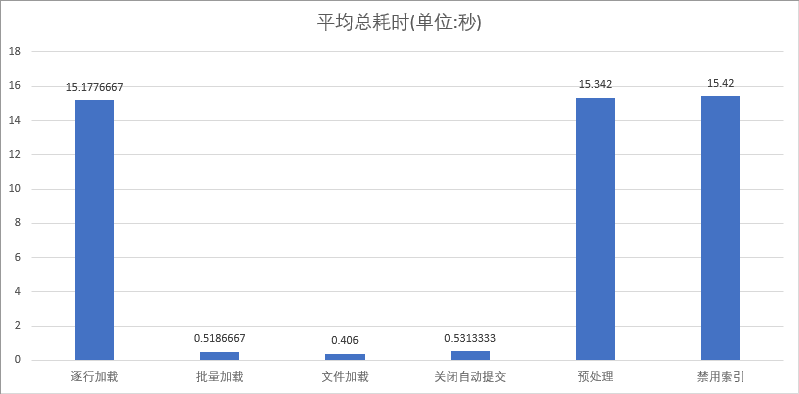 平均总耗时(单位:秒)
18
16
14
12
10
8
6
4
2
0
15.1776667
0.5186667
0.406
0.5313333
15.342
15.42
逐行加载
批量加载
文件加载
关闭自动提交
预处理
禁用索引